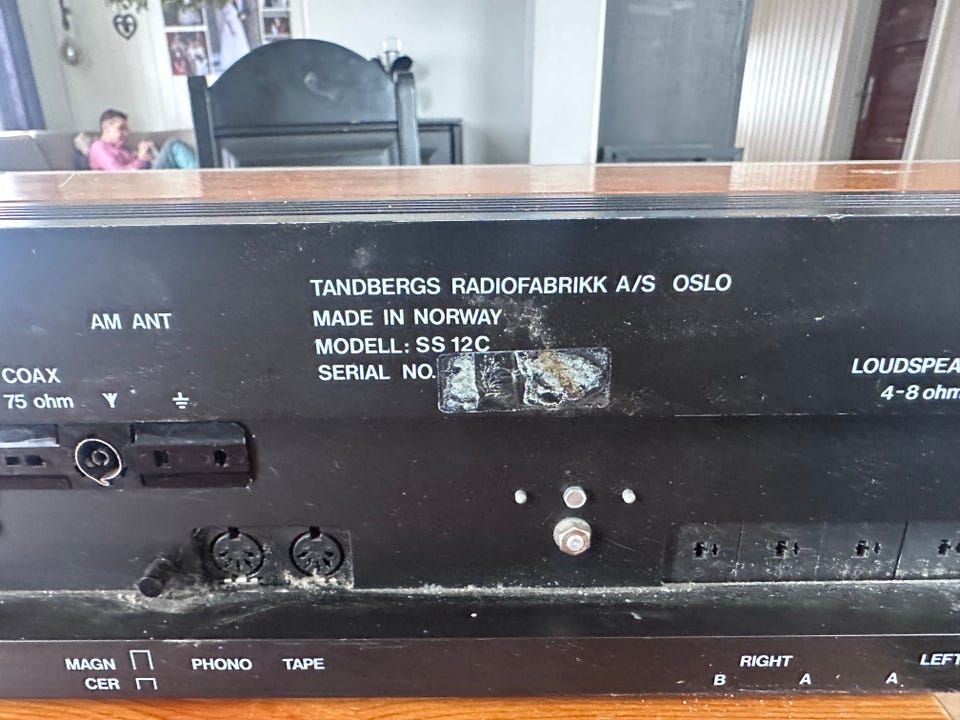 TANDBERGS RADIOFABRIKK A/S OSLO
MADE IN NORWAY
MODELL: SS 12C
SERIAL NO.
AM ANT
COAX
75 ohm
LOUDSPEA
4-8 ohm
MAGN
CER
PHONO
TAPE
RIGHT
B A
LEFT
A